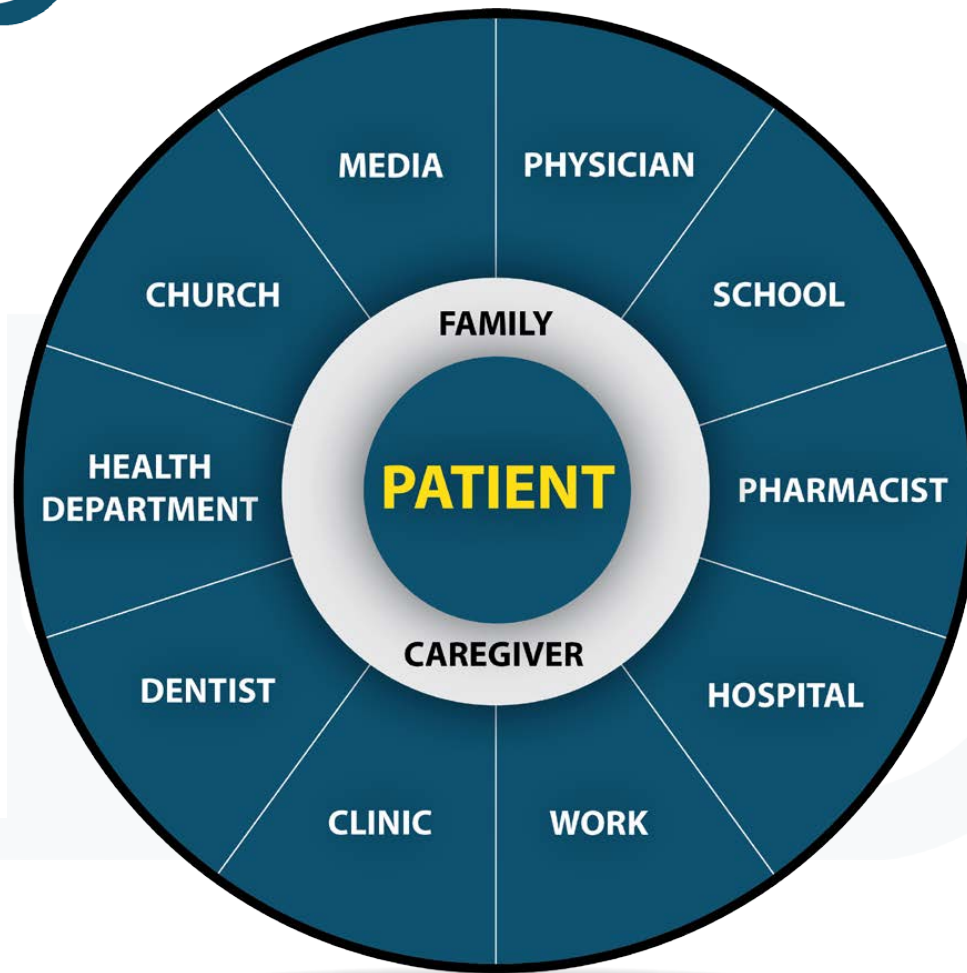 MEDIA
PHYSICIAN
CHURCH
SCHOOL
FAMILY
HEALTH
DEPARTMENT
PATIENT
PHARMACIST
CAREGIVER
DENTIST
HOSPITAL
CLINIC
WORK